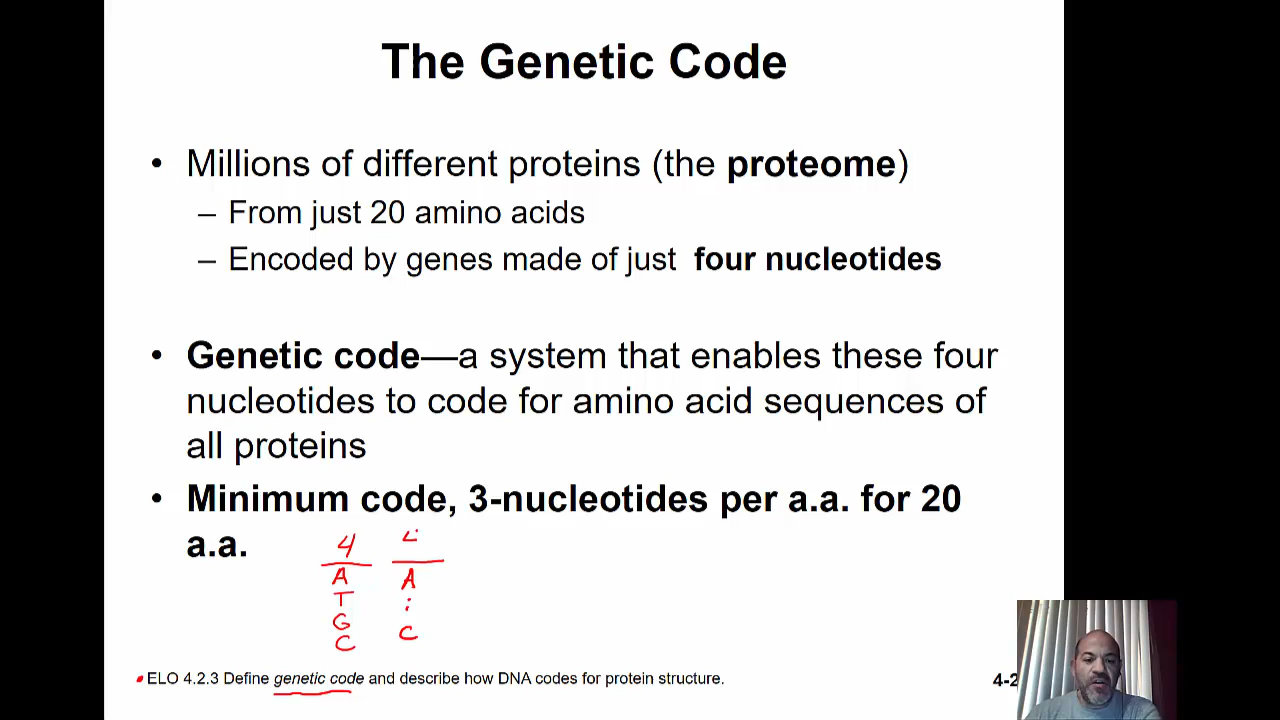 The Genetic Code
• Millions of different proteins (the proteome)
– From just 20 amino acids
– Encoded by genes made of just four nucleotides
• Genetic code—a system that enables these four
nucleotides to code for amino acid sequences of
all proteins
• Minimum code, 3-nucleotides per a.a. for 20
a.a.
4
A A
T :
G
C C
• ELO 4.2.3 Define genetic code and describe how DNA codes for protein structure.
4-2